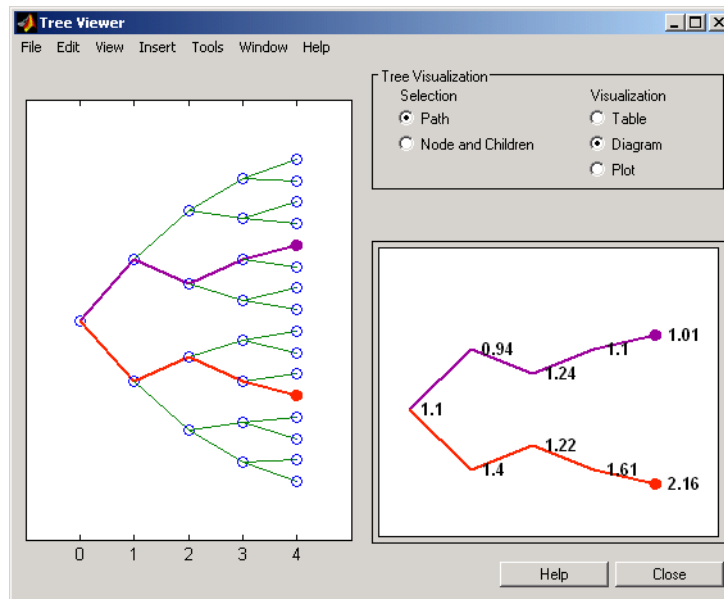 Tree Viewer
File Edit View Insert Tools Window Help
Tree Visualization
Selection
Path
Node and Children
Visualization
Table
Diagram
Plot
0 1 2 3 4
0.94
1.24
1.1
1.01
1.1
1.4
1.22
1.61
2.16
Help
Close